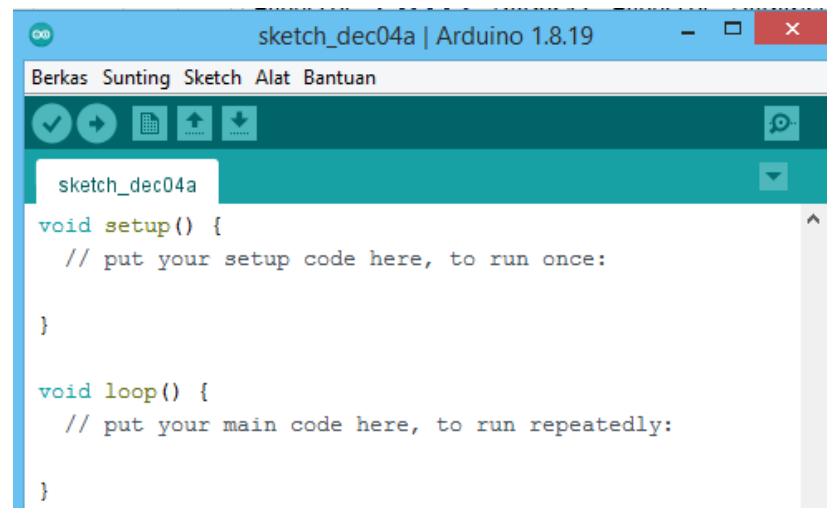 sketch_dec04a | Arduino 1.8.19
Berkas Sunting Sketch Alat Bantuan
sketch_dec04a
void setup() {
  // put your setup code here, to run once:
}
void loop() {
  // put your main code here, to run repeatedly:
}